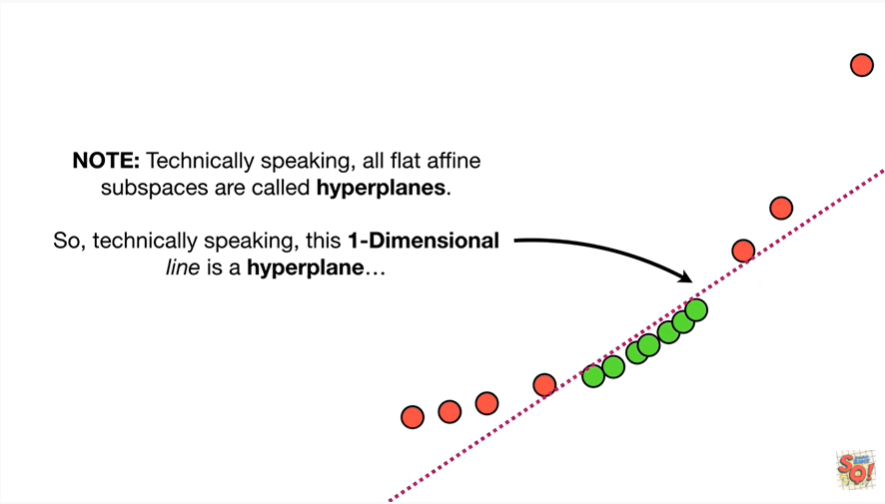 NOTE: Technically speaking, all flat affine
subspaces are called hyperplanes.
So, technically speaking, this 1-Dimensional
line is a hyperplane…